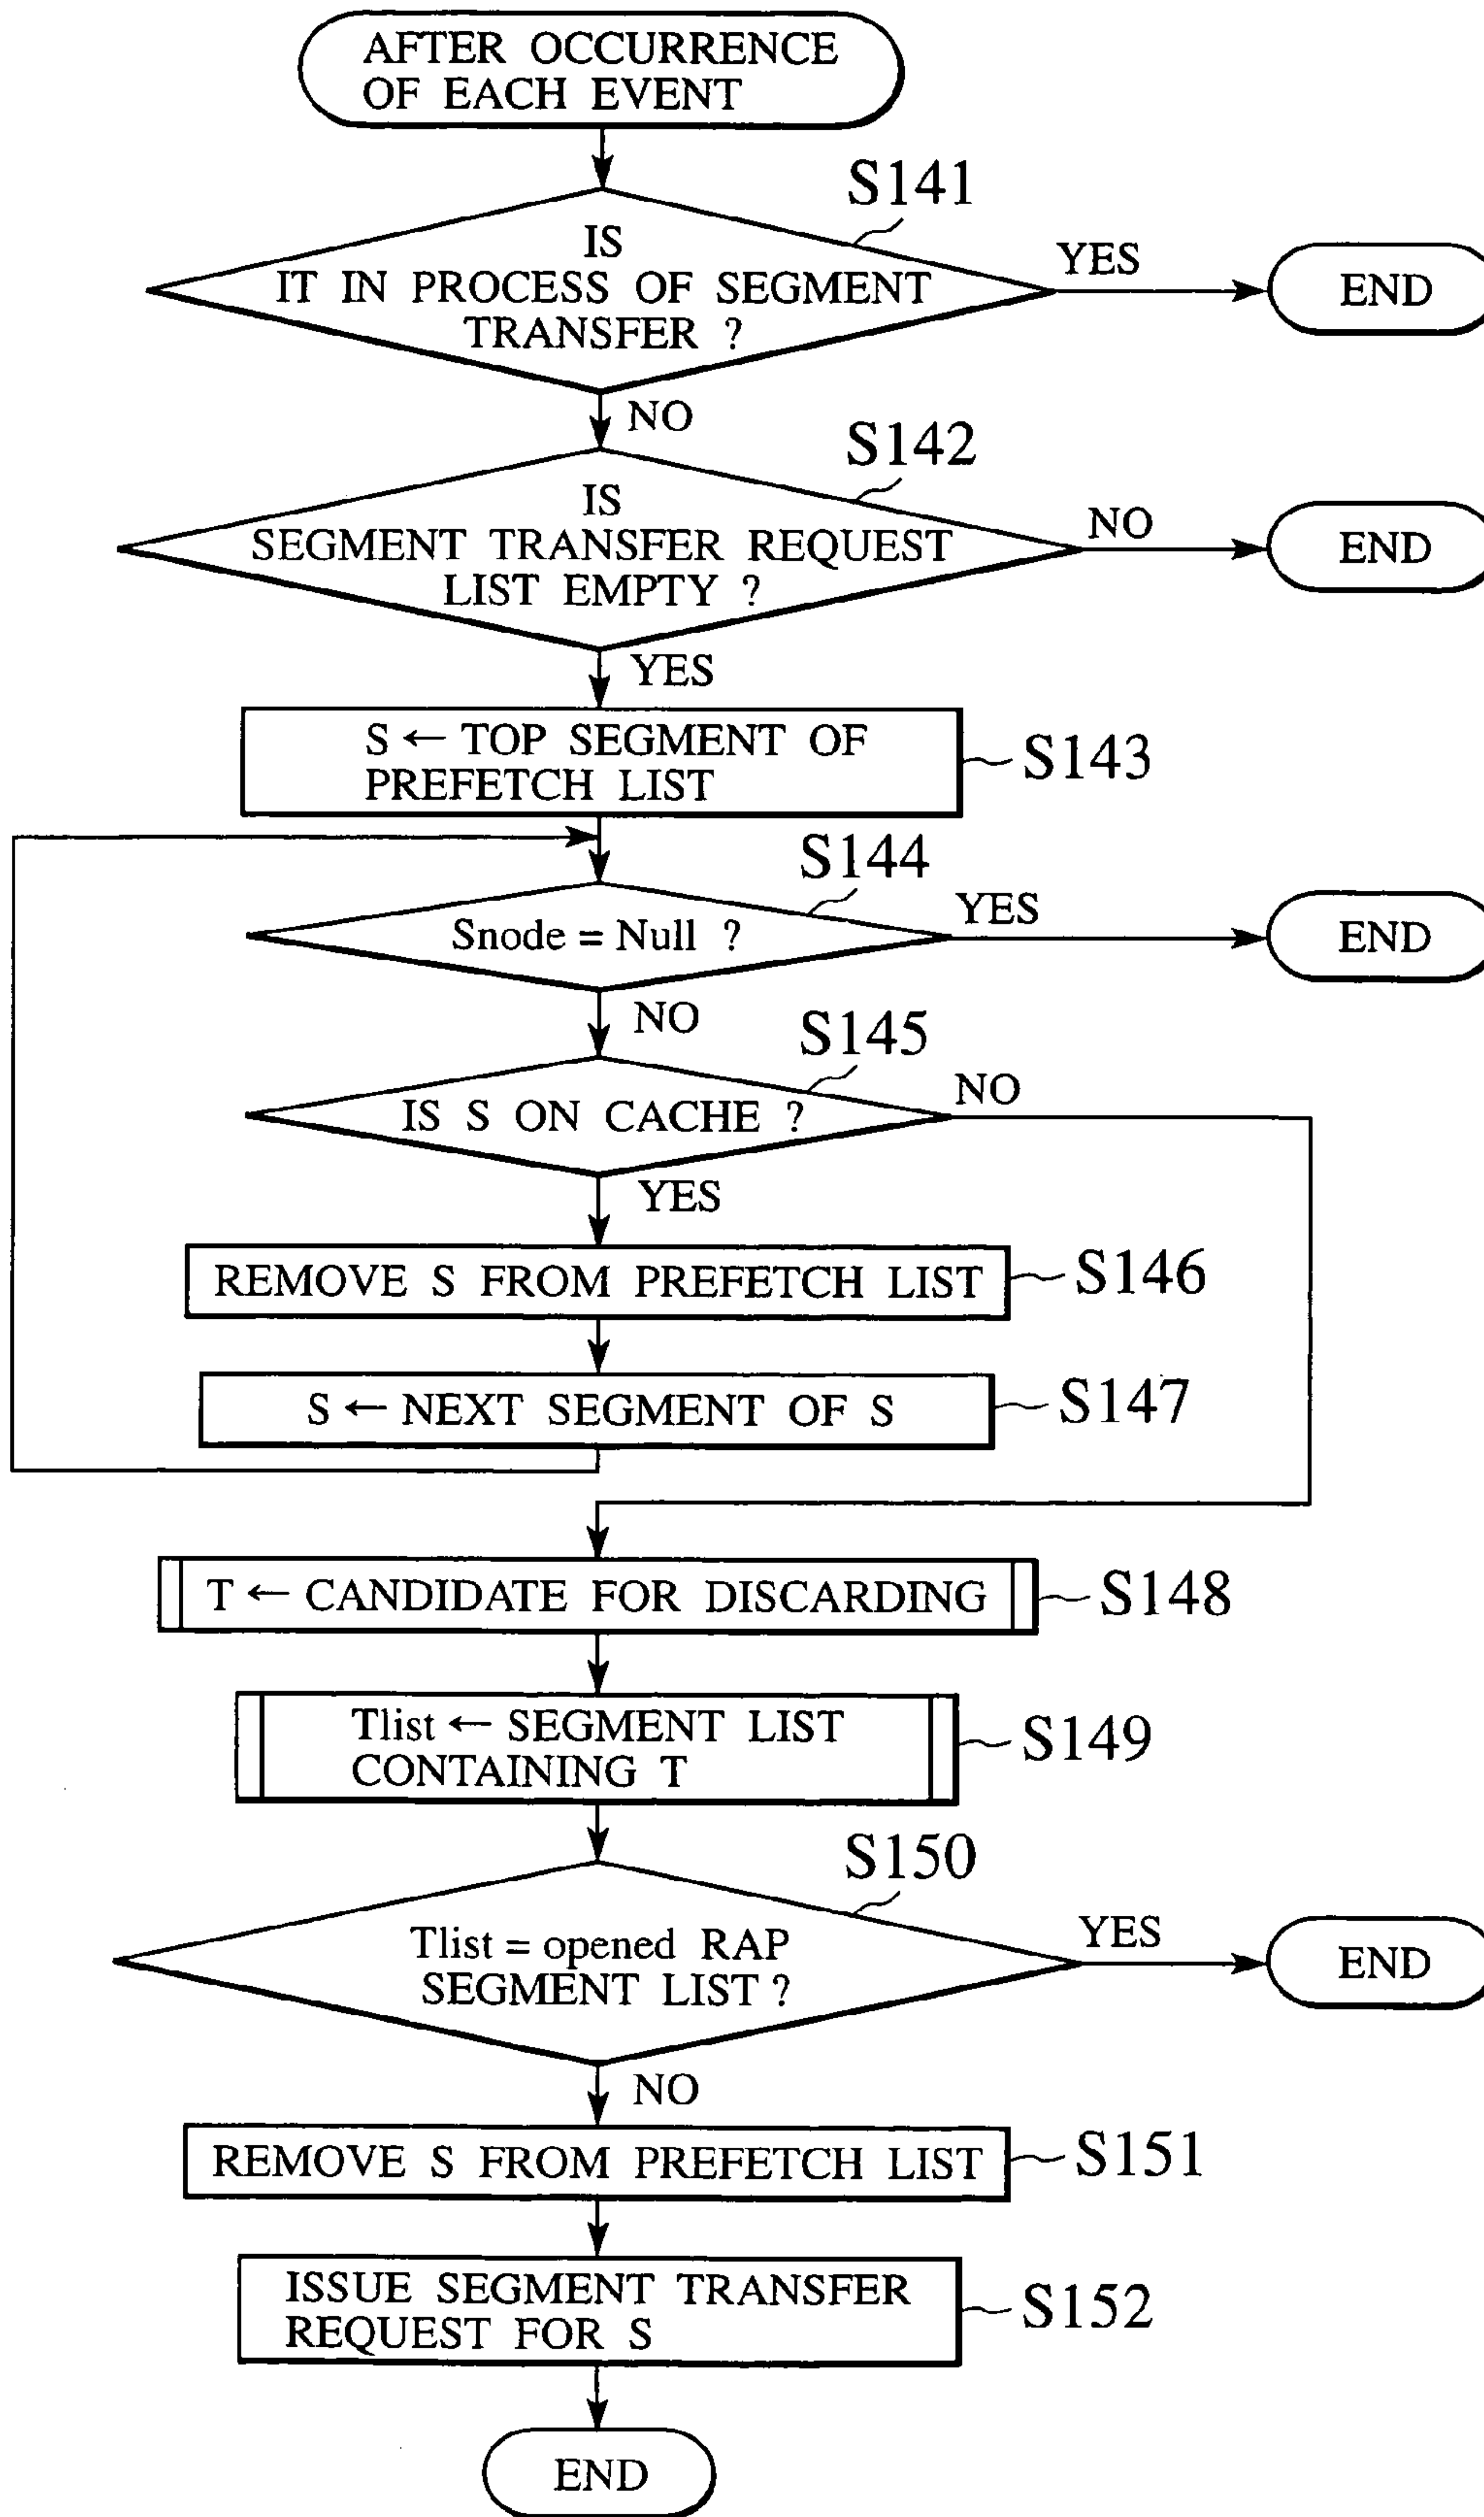 AFTER OCCURRENCE
OF EACH EVENT
S141
IS
IT IN PROCESS OF SEGMENT
TRANSFER ?
YES
END
NO
S142
IS
SEGMENT TRANSFER REQUEST
LIST EMPTY ?
NO
END
YES
S ← TOP SEGMENT OF
PREFETCH LIST
S143
S144
Snode = Null ?
YES
END
NO
S145
IS S ON CACHE ?
NO
YES
REMOVE S FROM PREFETCH LIST
S146
S ← NEXT SEGMENT OF S
S147
T ← CANDIDATE FOR DISCARDING
S148
Tlist ← SEGMENT LIST
CONTAINING T
S149
S150
Tlist = opened RAP
SEGMENT LIST ?
YES
END
NO
REMOVE S FROM PREFETCH LIST
S151
ISSUE SEGMENT TRANSFER
REQUEST FOR S
S152
END